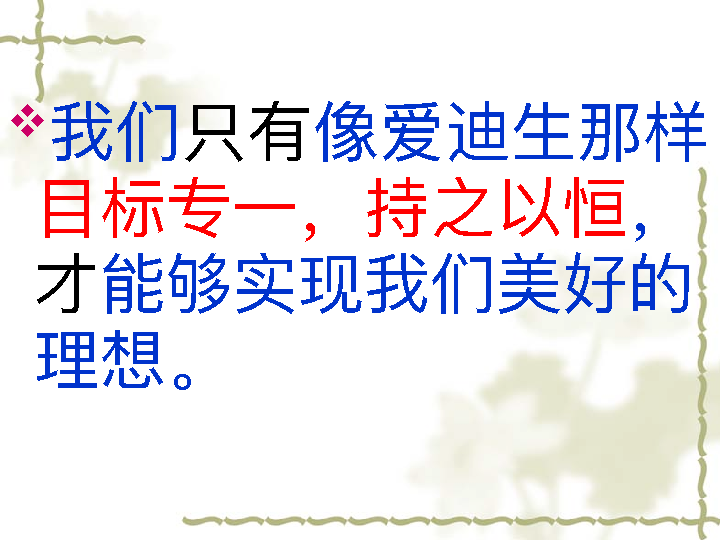 我们只有像爱迪生那样
目标专一，持之以恒，
才能够实现我们美好的
理想。